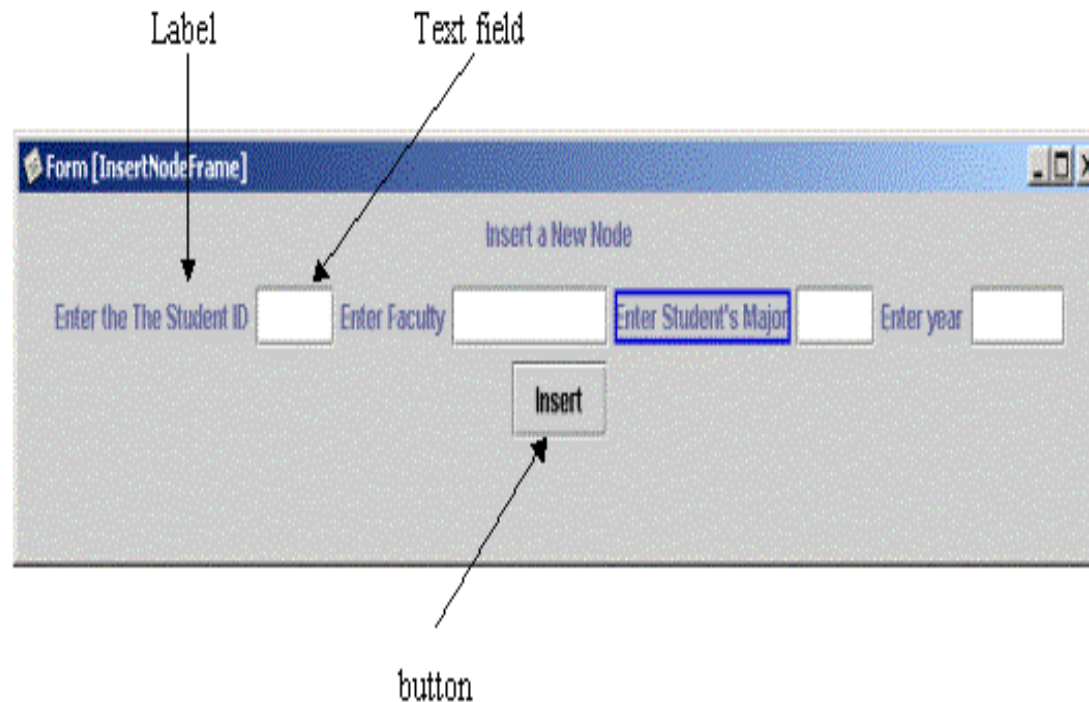 Label Text field
Form [InsertNodeFrame]
Insert a New Node
Enter the The Student ID Enter Faculty Enter Student's Major Enter year
Insert
button